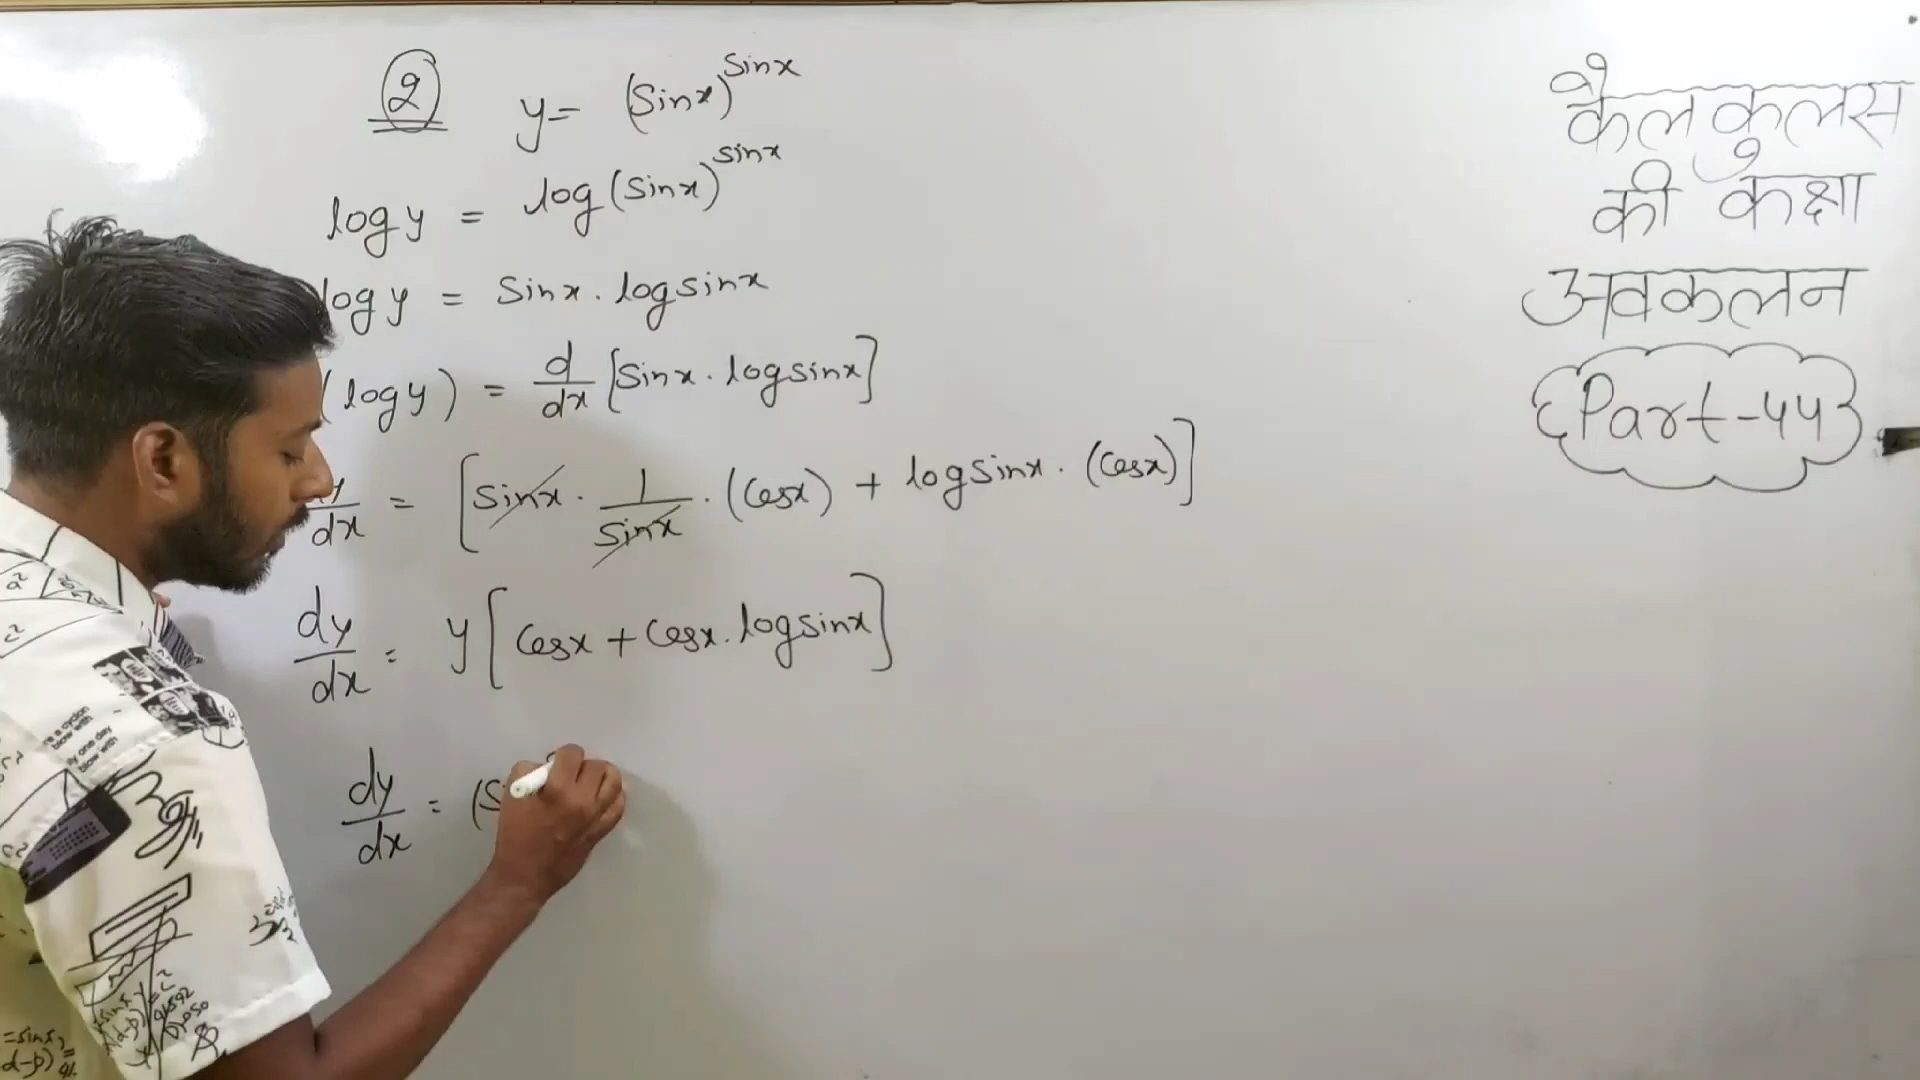 2 y = (Sinx)^sinx
log y = log (sinx)^sinx
log y = sinx . log sinx
(log y) = d/dx [sinx . log sinx]
dx = [sinx . 1/sinx . (Cosx) + log sinx . (Cosx)]
dy/dx = y [Cosx + Cosx . log sinx]
dy/dx = (S
कैलकुलस
की कक्षा
अवकलन
Part-44